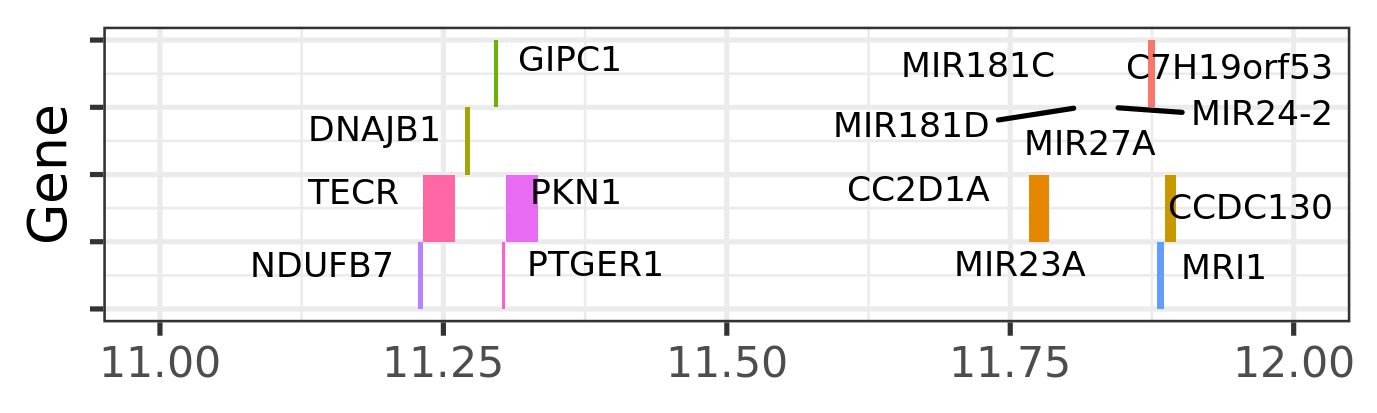 GIPC1
MIR181C
C7H19orf53
DNAJB1
MIR181D
MIR24-2
MIR27A
TECR
PKN1
CC2D1A
CCDC130
NDUFB7
PTGER1
MIR23A
MRI1
Gene
11.00
11.25
11.50
11.75
12.00